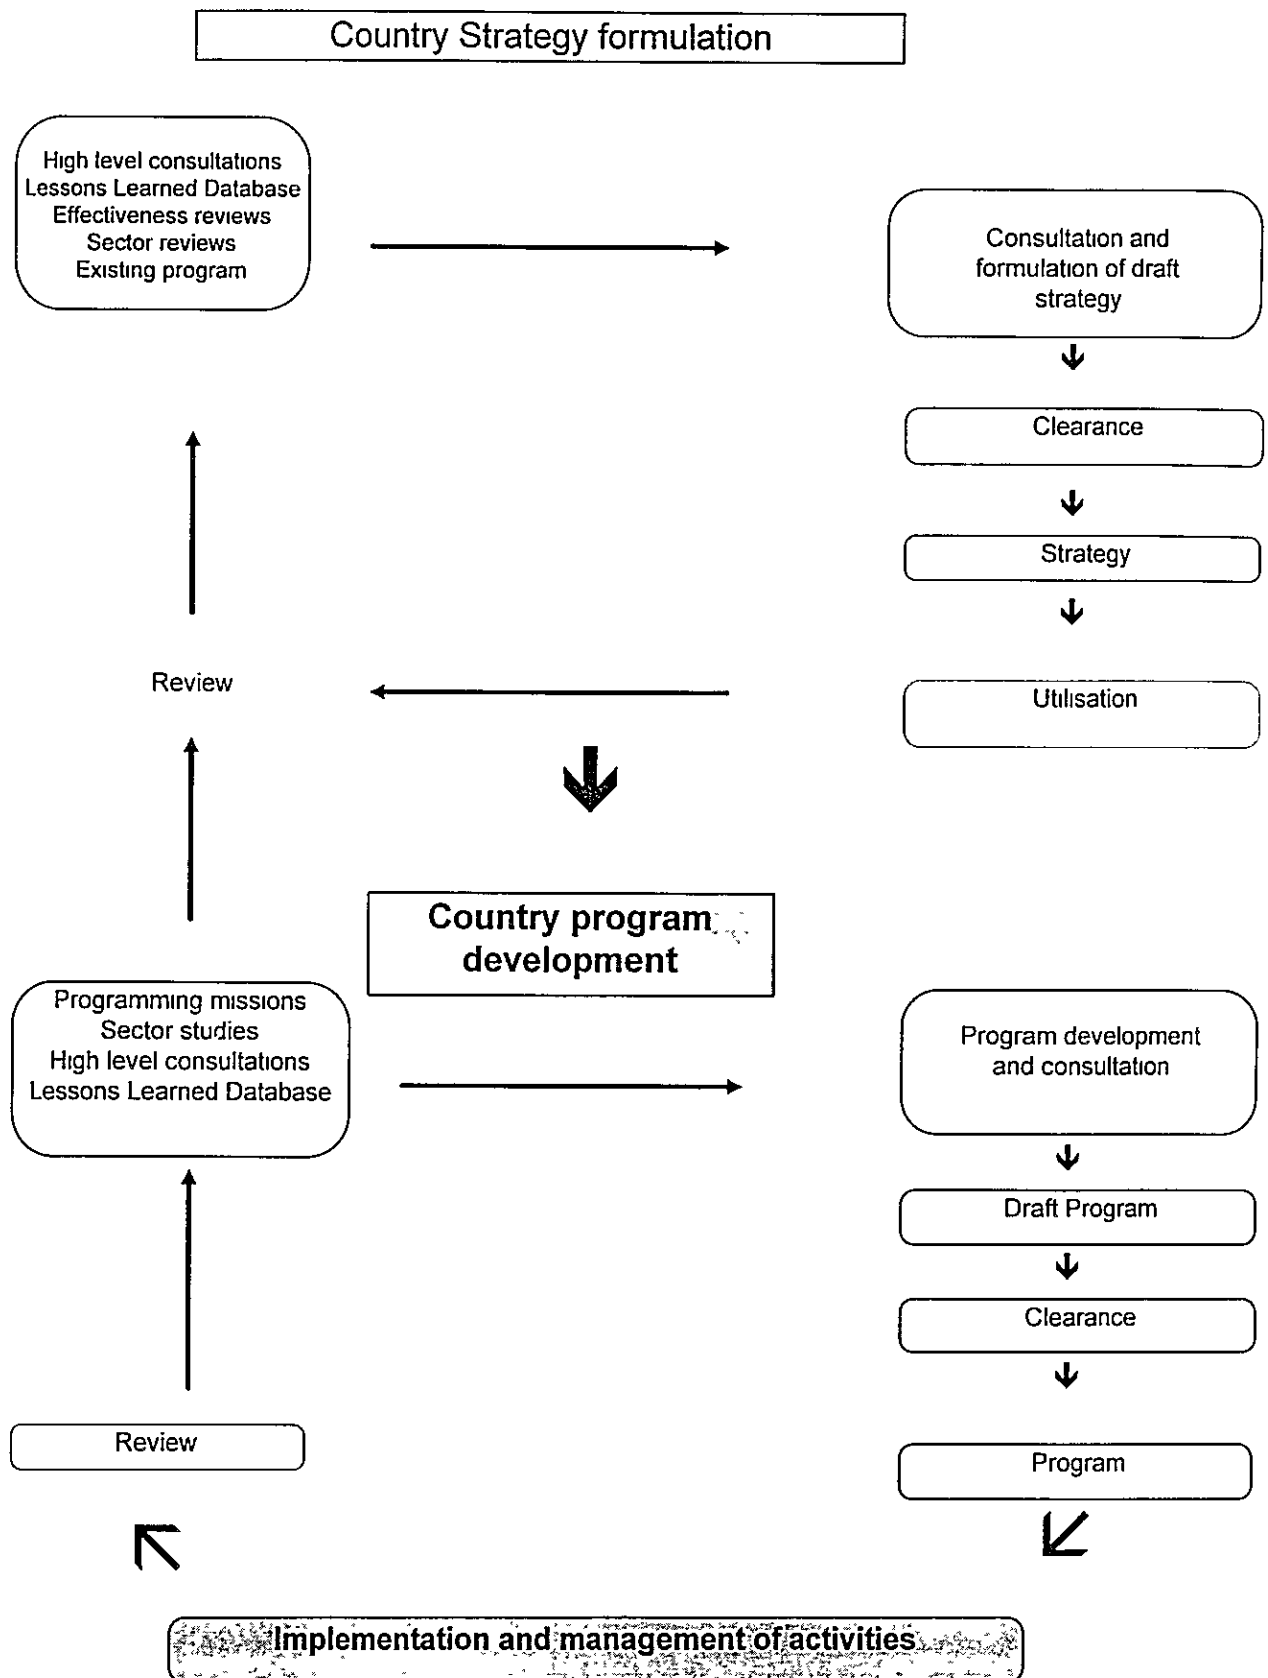 Country Strategy formulation
High level consultations
Lessons Learned Database
Effectiveness reviews
Sector reviews
Existing program
Consultation and
formulation of draft
strategy
Clearance
Strategy
Review
Utilisation
Country program
development
Programming missions
Sector studies
High level consultations
Lessons Learned Database
Program development
and consultation
Draft Program
Clearance
Review
Program
Implementation and management of activities